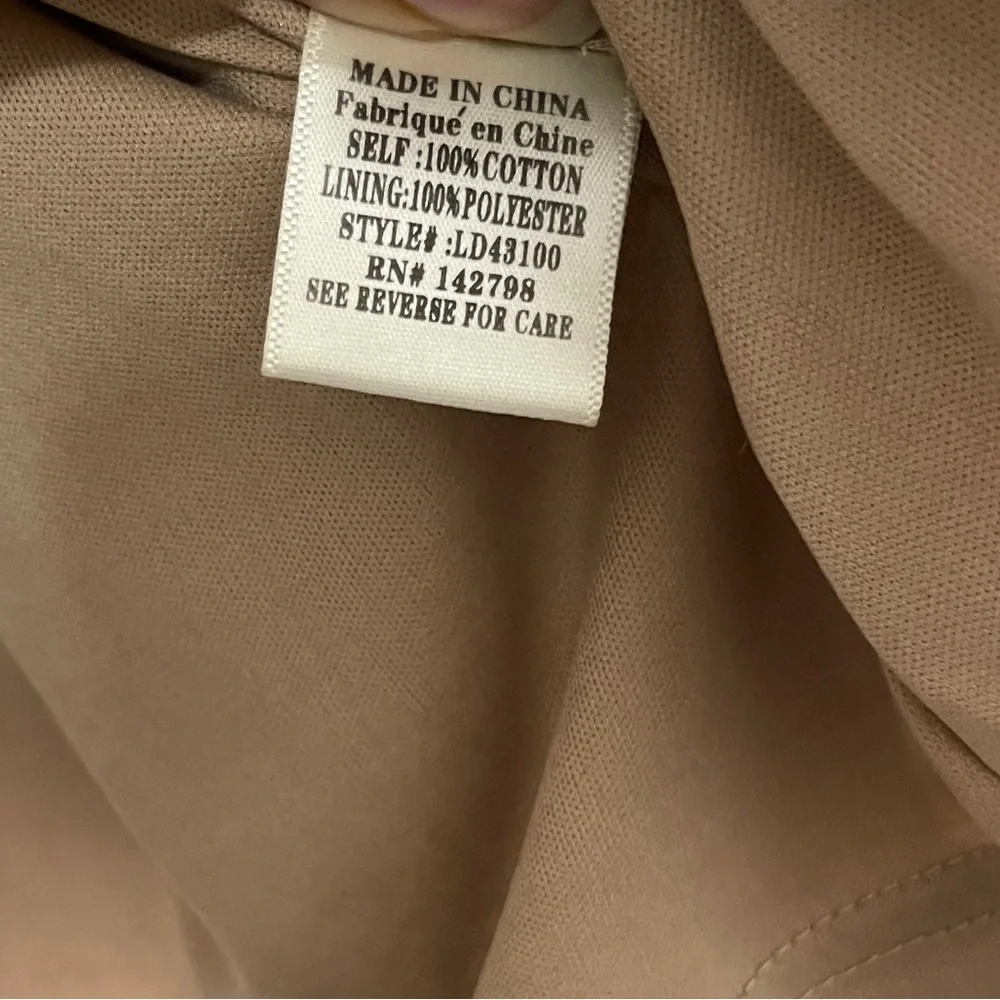 MADE IN CHINA
Fabriqué en Chine
SELF :100% COTTON
LINING:100% POLYESTER
STYLE# :LD43100
RN# 142798
SEE REVERSE FOR CARE